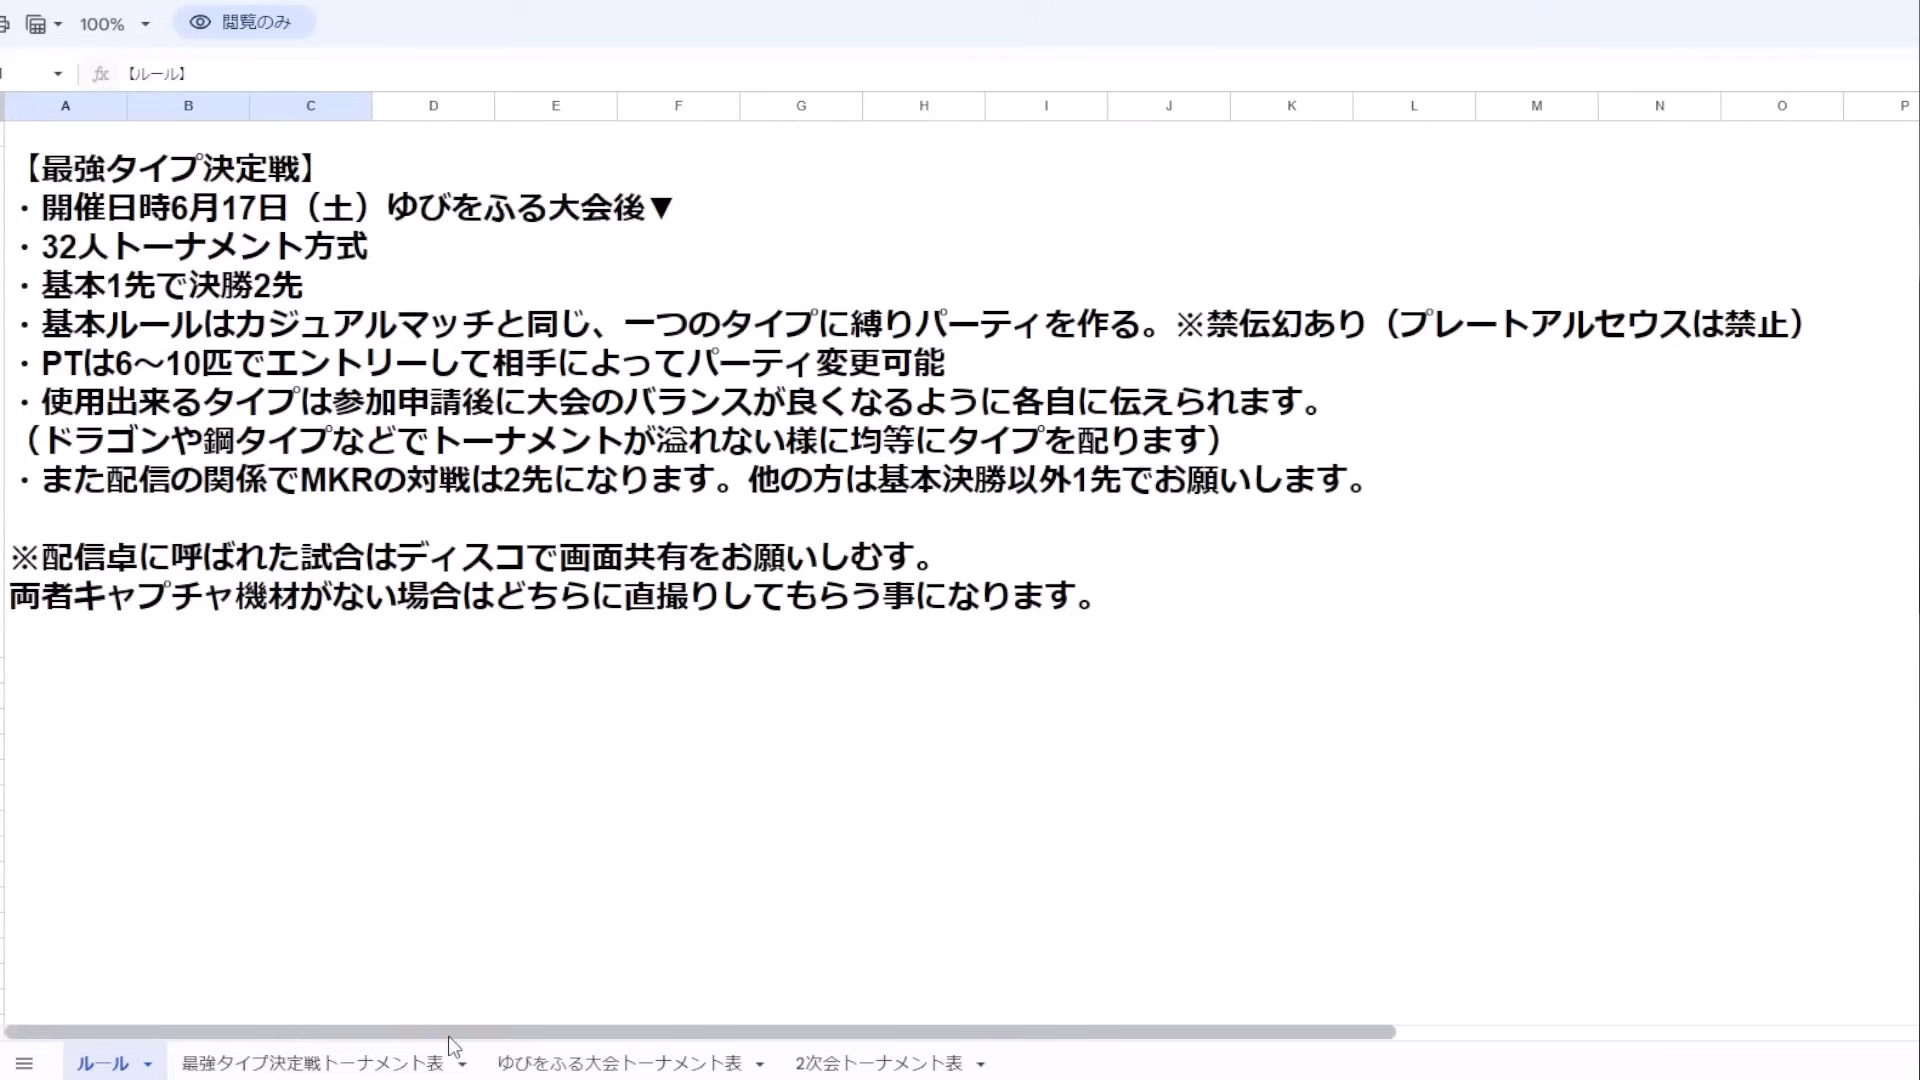 100%
閲覧のみ
fx 【ルール】
A B C D E F G H I J K L M N O P
【最強タイプ決定戦】
・開催日時6月17日（土）ゆびをふる大会後▼
・32人トーナメント方式
・基本1先で決勝2先
・基本ルールはカジュアルマッチと同じ、一つのタイプに縛りパーティを作る。※禁伝幻あり（プレートアルセウスは禁止）
・PTは6～10匹でエントリーして相手によってパーティ変更可能
・使用出来るタイプは参加申請後に大会のバランスが良くなるように各自に伝えられます。
（ドラゴンや鋼タイプなどでトーナメントが溢れない様に均等にタイプを配ります）
・また配信の関係でMKRの対戦は2先になります。他の方は基本決勝以外1先でお願いします。
※配信卓に呼ばれた試合はディスコで画面共有をお願いしむす。
両者キャプチャ機材がない場合はどちらに直撮りしてもらう事になります。
ルール 最強タイプ決定戦トーナメント表 ゆびをふる大会トーナメント表 2次会トーナメント表